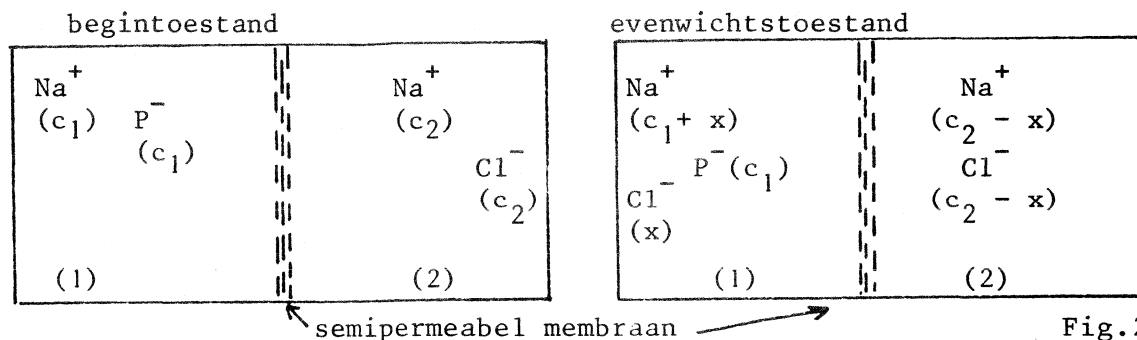 begintoestand
evenwichtstoestand
Na⁺
(c₁)
P⁻
(c₁)
Na⁺
(c₂)
Cl⁻
(c₂)
(1)
(2)
Na⁺
(c₁+ x)
P⁻(c₁)
Cl⁻
(x)
Na⁺
(c₂ - x)
Cl⁻
(c₂ - x)
(1)
(2)
semipermeabel membraan
Fig.